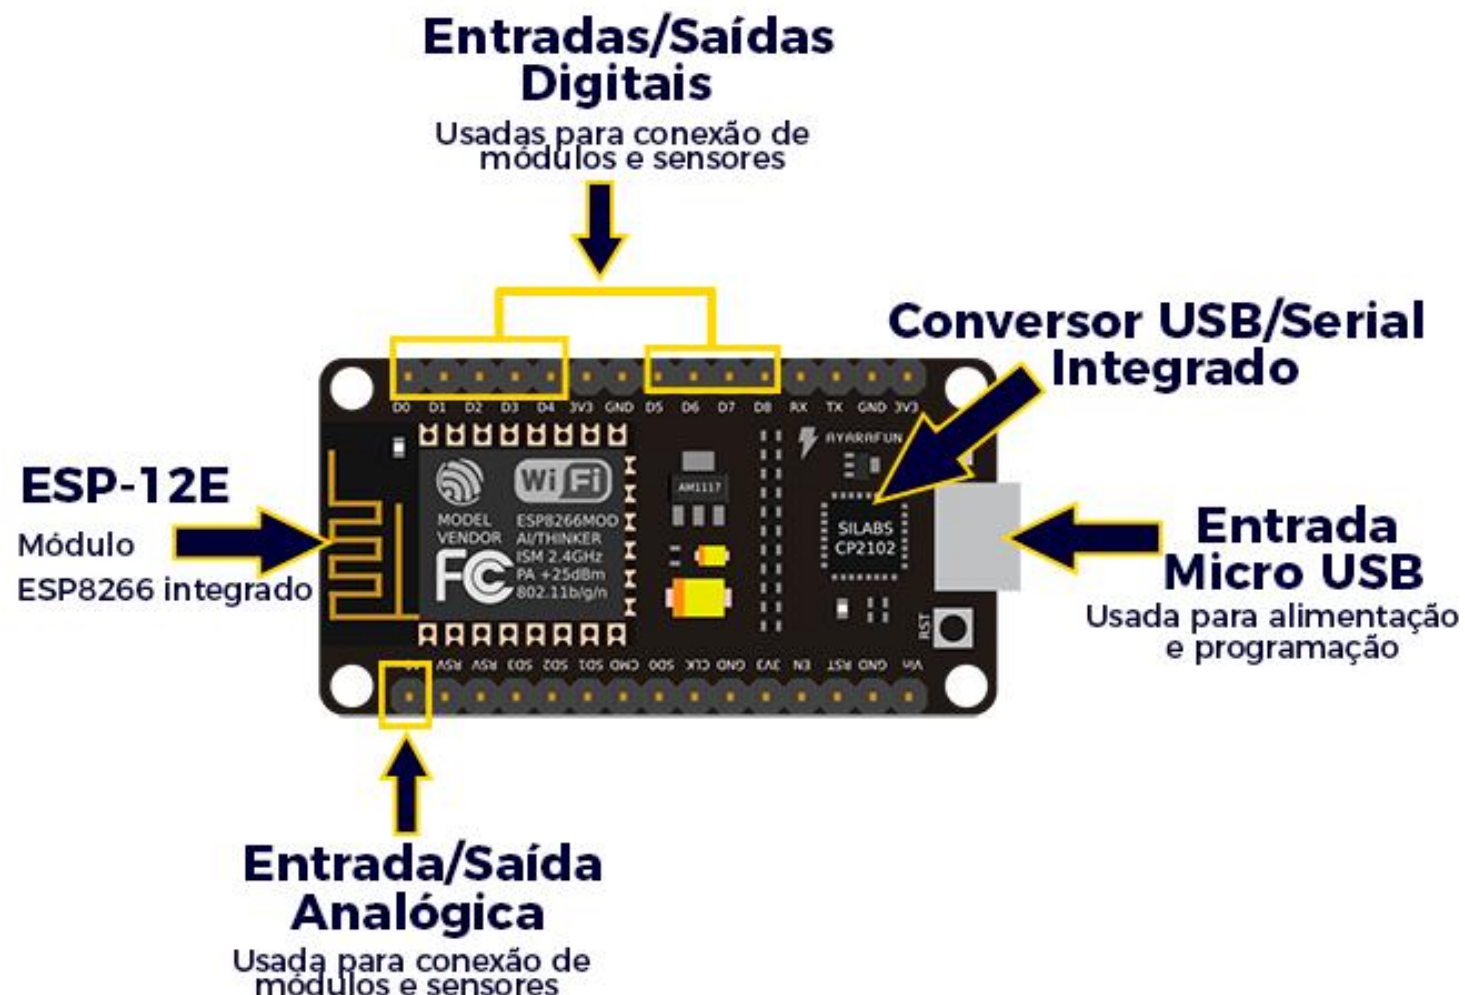 Entradas/Saídas
Digitais
Usadas para conexão de
módulos e sensores
Conversor USB/Serial
Integrado
D0 D1 D2 D3 D4 3V3 GND D5 D6 D7 D8 RX TX GND 3V3
AYARAFUN
ESP-12E
Módulo
ESP8266 integrado
WiFi
MODEL ESP8266MOD
VENDOR AI/THINKER
ISM 2.4GHz
PA +25dBm
802.11b/g/n
FC
AM1117
SILABS
CP2102
Entrada
Micro USB
Usada para alimentação
e programação
RST
RSV RSV SD3 SD2 SD1 CMD SD0 CLK GND 3V3 EN RST GND Vin
Entrada/Saída
Analógica
Usada para conexão de
módulos e sensores